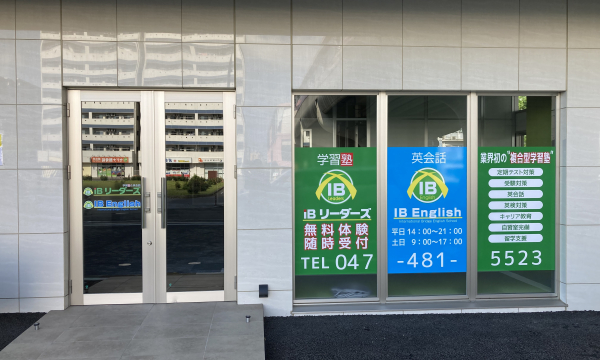 IBリーダーズ
IB English
学習塾
IB
Leaders
IBリーダーズ
無料体験
随時受付
TEL 047
英会話
IB
English
IB English
平日 14:00〜21:00
土日 9:00〜17:00
-481-
業界初の"複合型学習塾"
定期テスト対策
受験対策
英会話
英検対策
キャリア教育
自習室完備
留学支援
5523